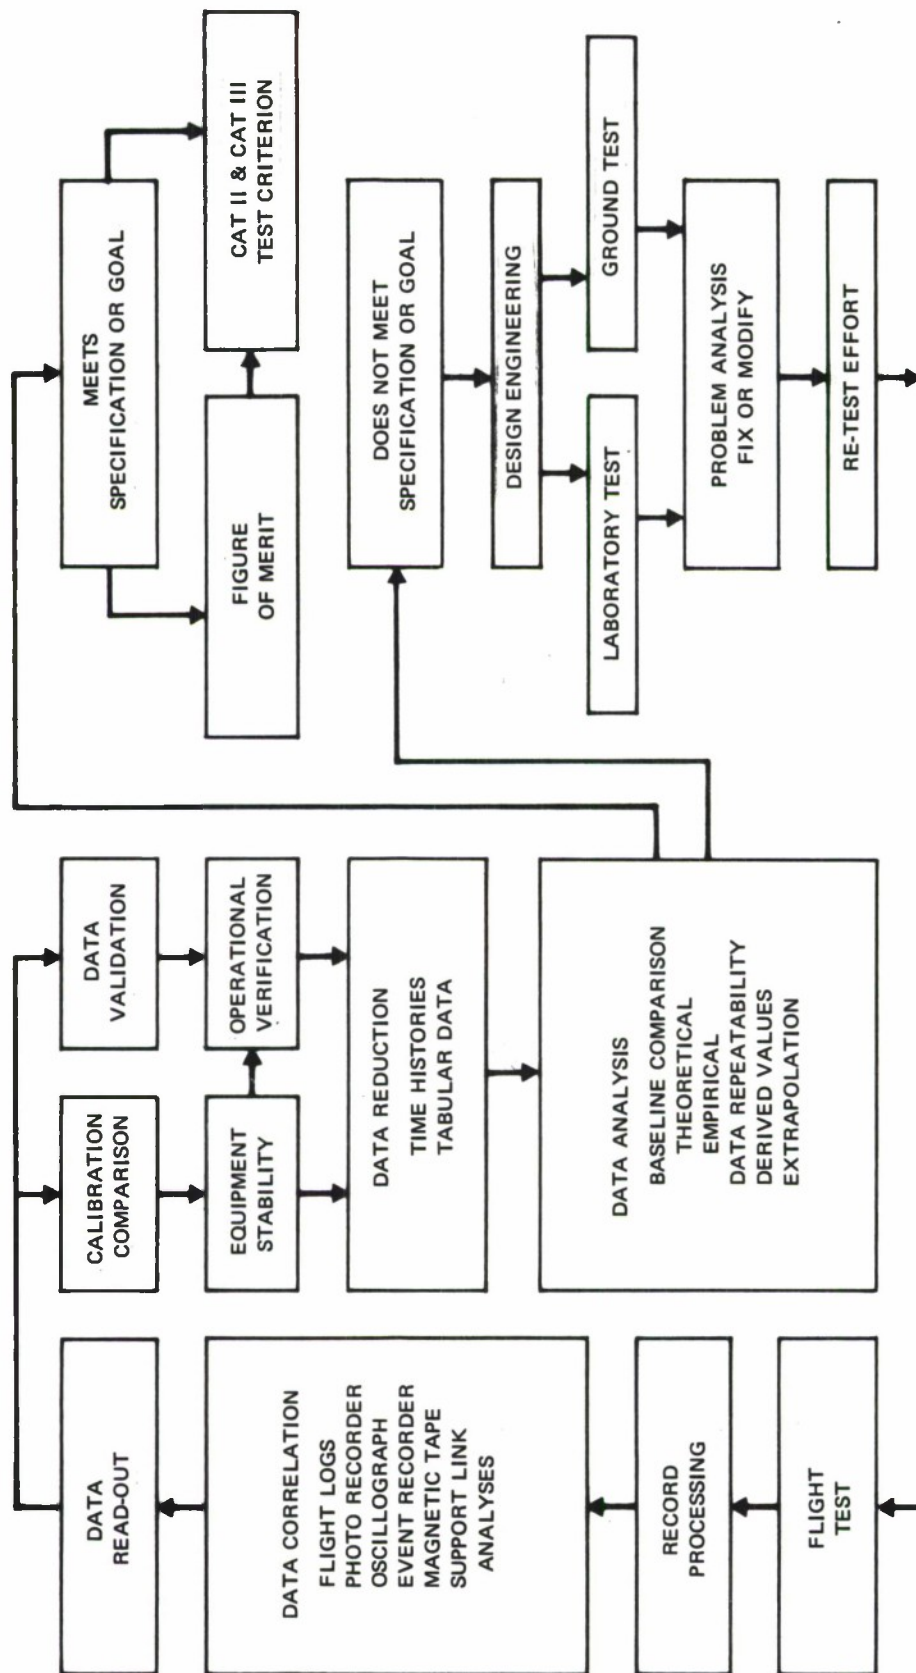 DATA
READ-OUT
DATA CORRELATION
FLIGHT LOGS
PHOTO RECORDER
OSCILLOGRAPH
EVENT RECORDER
MAGNETIC TAPE
SUPPORT LINK
ANALYSES
RECORD
PROCESSING
FLIGHT
TEST
CALIBRATION
COMPARISON
DATA
VALIDATION
EQUIPMENT
STABILITY
OPERATIONAL
VERIFICATION
DATA REDUCTION
TIME HISTORIES
TABULAR DATA
DATA ANALYSIS
BASELINE COMPARISON
THEORETICAL
EMPIRICAL
DATA REPEATABILITY
DERIVED VALUES
EXTRAPOLATION
MEETS
SPECIFICATION OR GOAL
FIGURE
OF MERIT
CAT II & CAT III
TEST CRITERION
DOES NOT MEET
SPECIFICATION OR GOAL
DESIGN ENGINEERING
LABORATORY TEST
GROUND TEST
PROBLEM ANALYSIS
FIX OR MODIFY
RE-TEST EFFORT